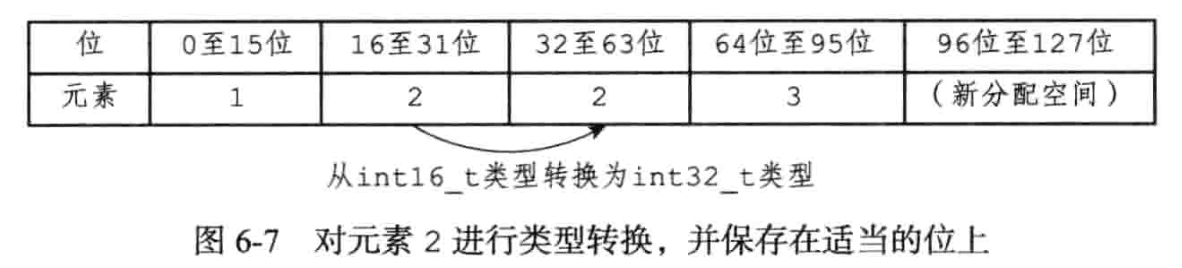 位 0至15位 16至31位 32至63位 64位至95位 96位至127位
元素 1 2 2 3 （新分配空间）
从int16_t类型转换为int32_t类型
图 6-7 对元素 2 进行类型转换，并保存在适当的位上